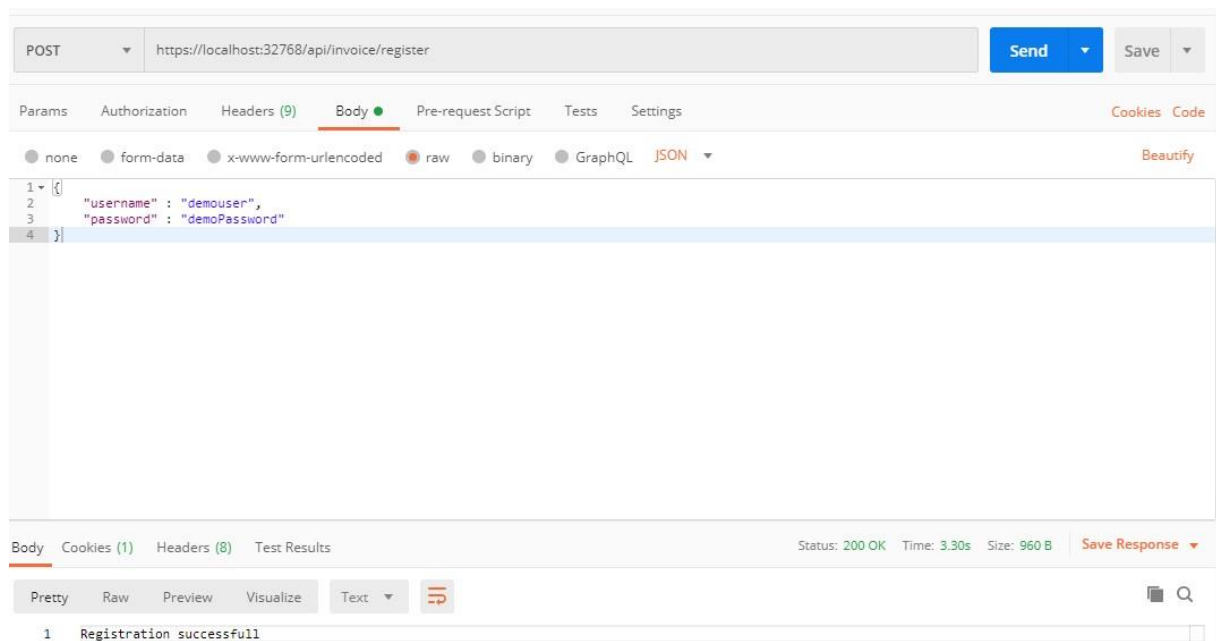 POST https://localhost:32768/api/invoice/register Send Save
Params Authorization Headers (9) Body Pre-request Script Tests Settings Cookies Code
none form-data x-www-form-urlencoded raw binary GraphQL JSON Beautify
1 {
2 "username" : "demouser",
3 "password" : "demoPassword"
4 }
Body Cookies (1) Headers (8) Test Results Status: 200 OK Time: 3.30s Size: 960 B Save Response
Pretty Raw Preview Visualize Text
1 Registration successfull